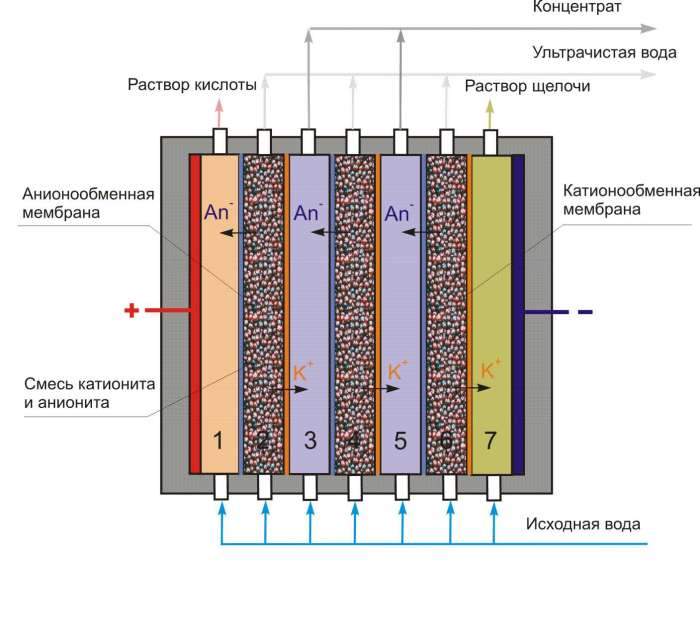 Концентрат
Ультрачистая вода
Раствор кислоты
Раствор щелочи
Анионообменная
мембрана
Катионообменная
мембрана
An⁻
An⁻
An⁻
+
– –
K⁺
K⁺
K⁺
Смесь катионита
и анионита
1 2 3 4 5 6 7
Исходная вода